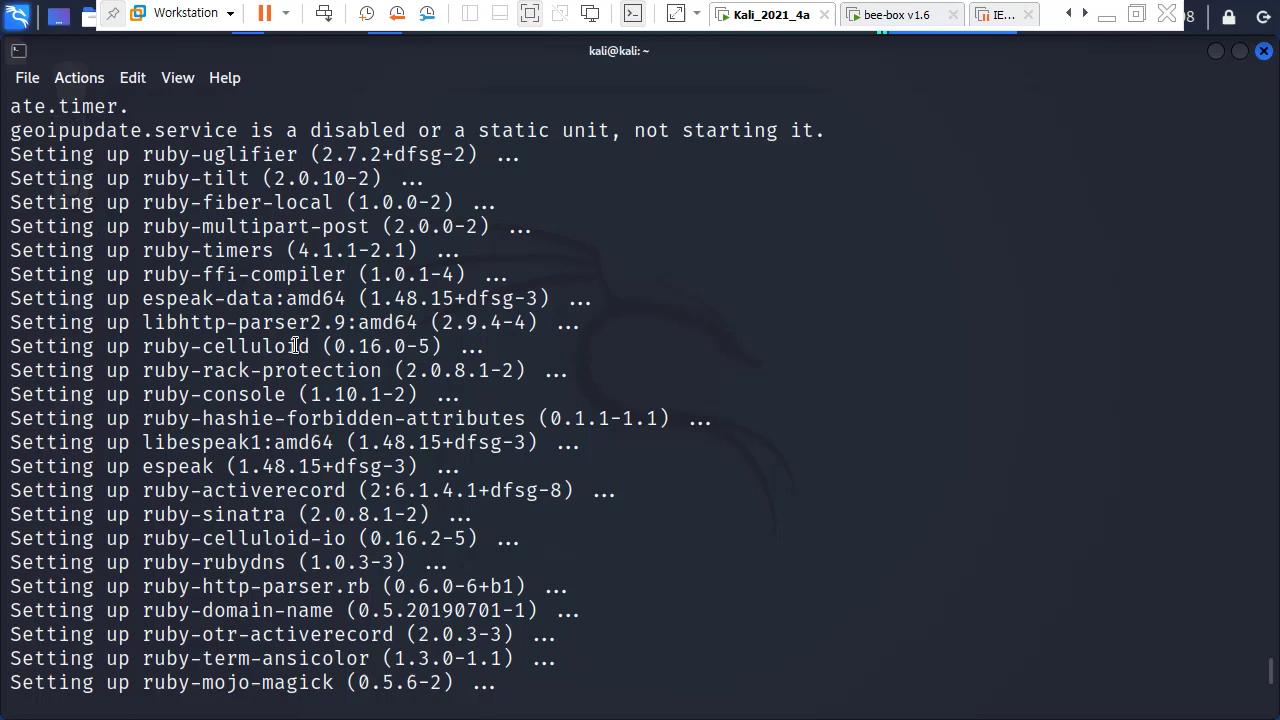 Workstation
Kali_2021_4a
bee-box v1.6
IE...
8
kali@kali: ~
File Actions Edit View Help
ate.timer.
geoipupdate.service is a disabled or a static unit, not starting it.
Setting up ruby-uglifier (2.7.2+dfsg-2) ...
Setting up ruby-tilt (2.0.10-2) ...
Setting up ruby-fiber-local (1.0.0-2) ...
Setting up ruby-multipart-post (2.0.0-2) ...
Setting up ruby-timers (4.1.1-2.1) ...
Setting up ruby-ffi-compiler (1.0.1-4) ...
Setting up espeak-data:amd64 (1.48.15+dfsg-3) ...
Setting up libhttp-parser2.9:amd64 (2.9.4-4) ...
Setting up ruby-celluloid (0.16.0-5) ...
Setting up ruby-rack-protection (2.0.8.1-2) ...
Setting up ruby-console (1.10.1-2) ...
Setting up ruby-hashie-forbidden-attributes (0.1.1-1.1) ...
Setting up libespeak1:amd64 (1.48.15+dfsg-3) ...
Setting up espeak (1.48.15+dfsg-3) ...
Setting up ruby-activerecord (2:6.1.4.1+dfsg-8) ...
Setting up ruby-sinatra (2.0.8.1-2) ...
Setting up ruby-celluloid-io (0.16.2-5) ...
Setting up ruby-rubydns (1.0.3-3) ...
Setting up ruby-http-parser.rb (0.6.0-6+b1) ...
Setting up ruby-domain-name (0.5.20190701-1) ...
Setting up ruby-otr-activerecord (2.0.3-3) ...
Setting up ruby-term-ansicolor (1.3.0-1.1) ...
Setting up ruby-mojo-magick (0.5.6-2) ...